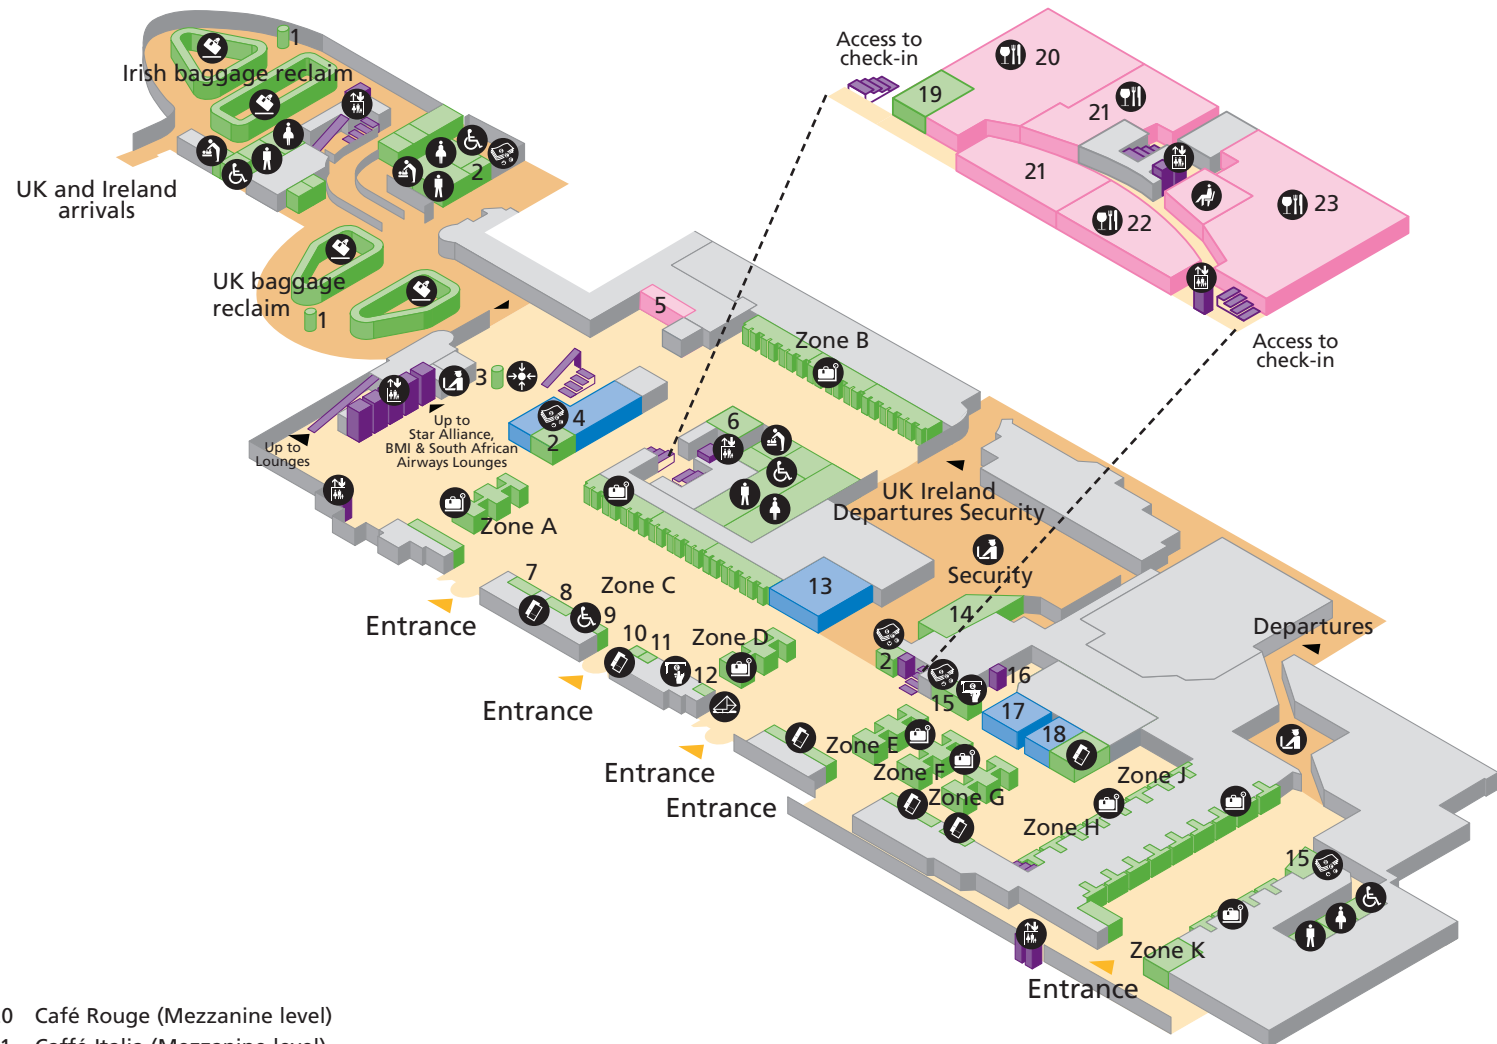 1
Irish baggage reclaim
2
UK and Ireland
arrivals
UK baggage
reclaim
1
Access to
check-in
19
20
21
21
22
23
Access to
check-in
5
Zone B
3
4
2
6
Up to
Lounges
Up to
Star Alliance,
BMI & South African
Airways Lounges
Zone A
UK Ireland
Departures Security
Security
7
8
9
Zone C
13
Entrance
10
11
12
Zone D
14
2
15
16
17
18
Departures
Entrance
Zone E
Zone F
Zone G
Entrance
Entrance
Zone J
Zone H
15
Zone K
Entrance
0 Café Rouge (Mezzanine level)